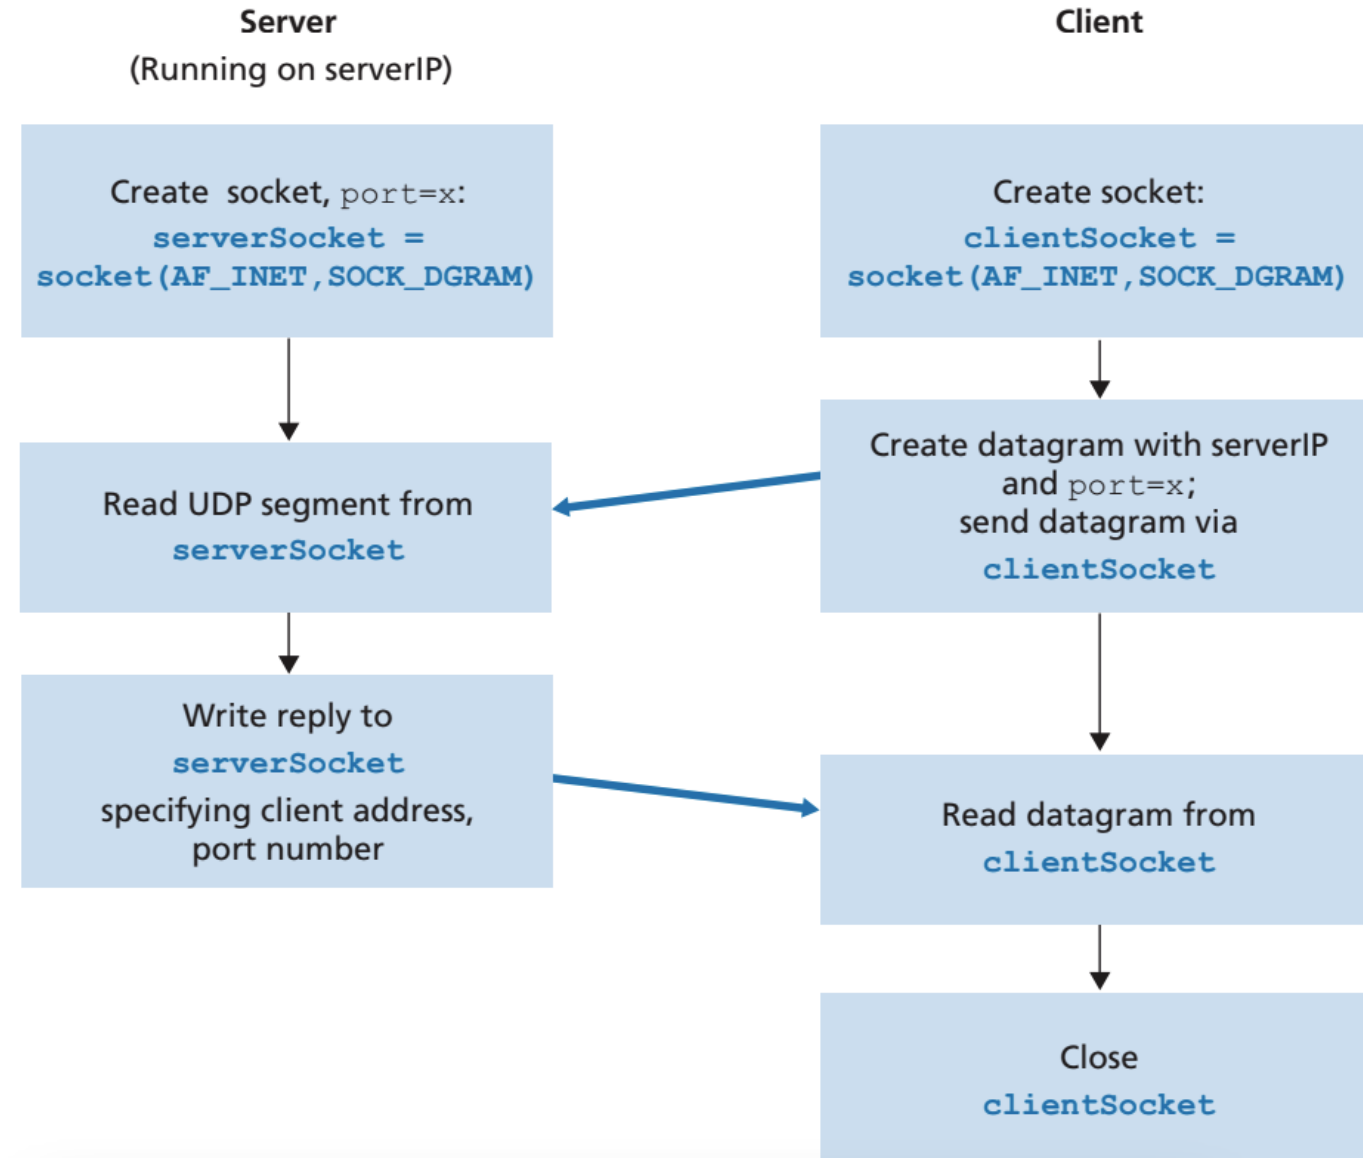 Server
(Running on serverIP)
Create socket, port=x:
serverSocket =
socket(AF_INET,SOCK_DGRAM)
Read UDP segment from
serverSocket
Write reply to
serverSocket
specifying client address,
port number
Client
Create socket:
clientSocket =
socket(AF_INET,SOCK_DGRAM)
Create datagram with serverIP
and port=x;
send datagram via
clientSocket
Read datagram from
clientSocket
Close
clientSocket